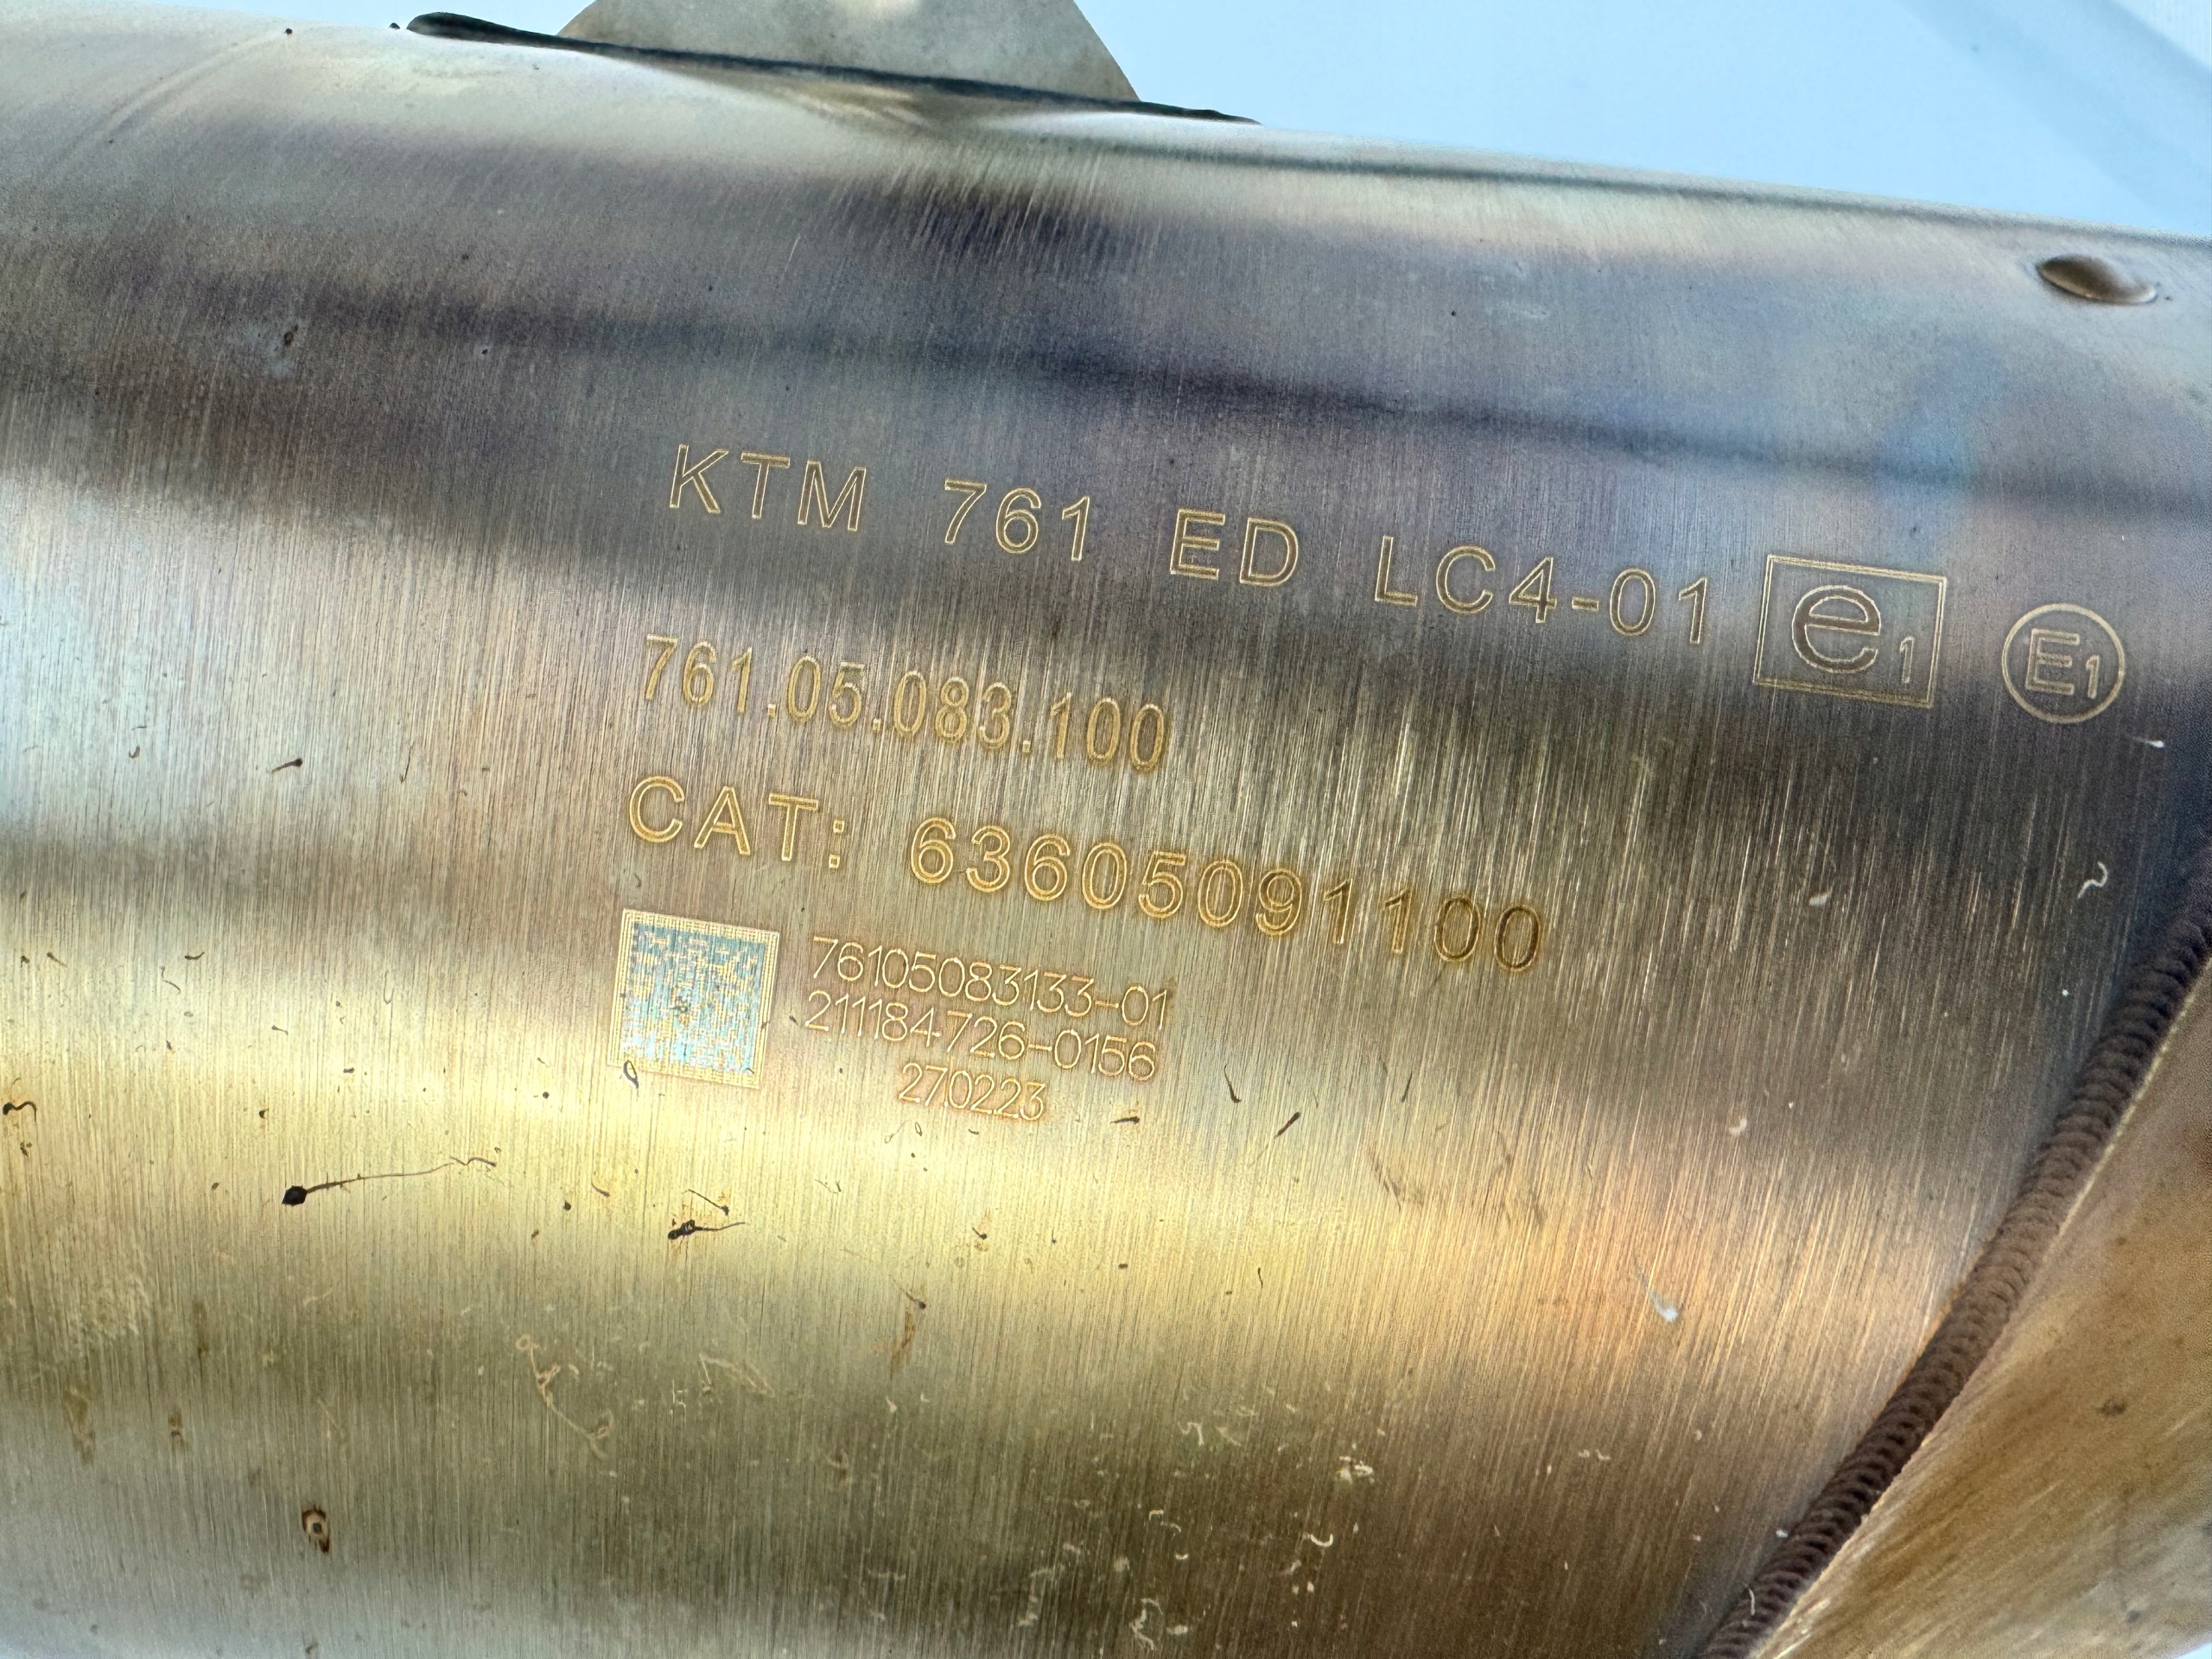 KTM 761 ED LC4-01 e1 E1
761.05.083.100
CAT: 63605091100
76105083133-01
211184726-0156
270223